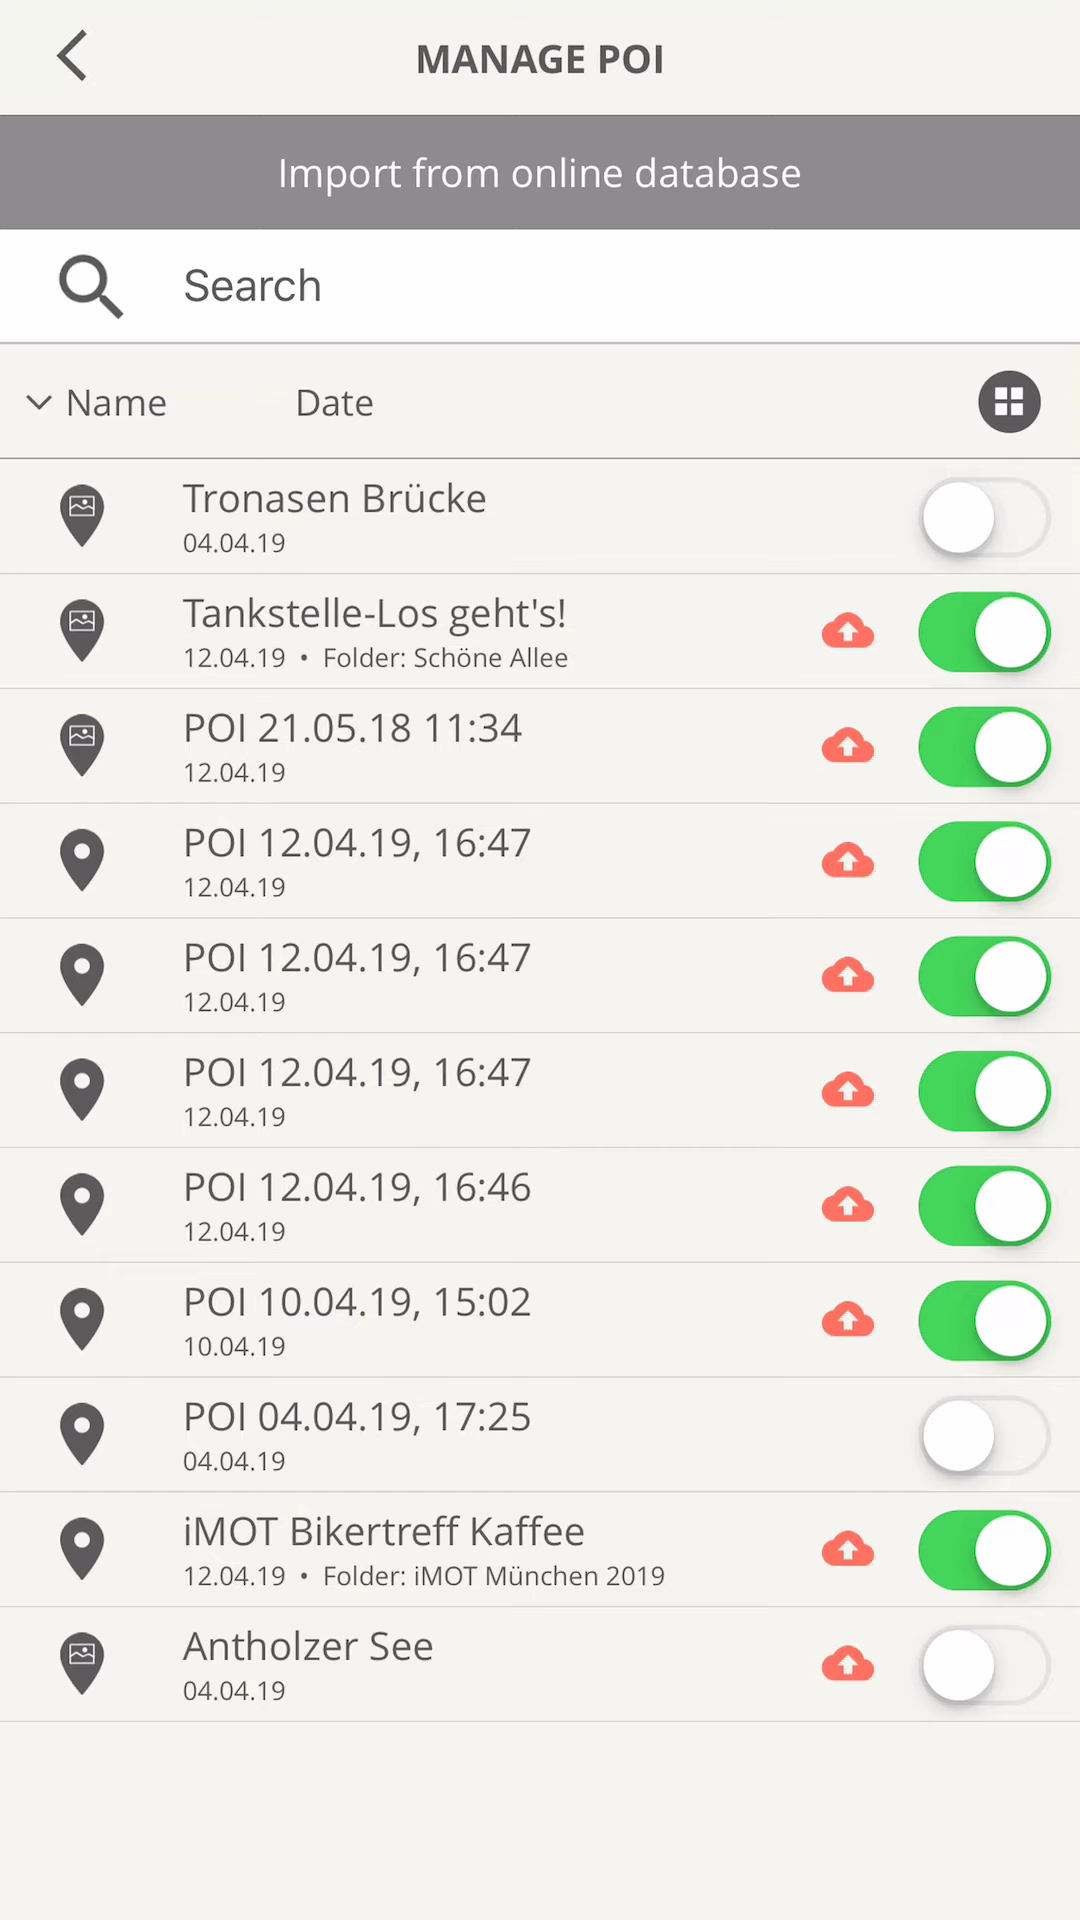 MANAGE POI
Import from online database
Search
Name Date
Tronasen Brücke
04.04.19
Tankstelle-Los geht's!
12.04.19 • Folder: Schöne Allee
POI 21.05.18 11:34
12.04.19
POI 12.04.19, 16:47
12.04.19
POI 12.04.19, 16:47
12.04.19
POI 12.04.19, 16:47
12.04.19
POI 12.04.19, 16:46
12.04.19
POI 10.04.19, 15:02
10.04.19
POI 04.04.19, 17:25
04.04.19
iMOT Bikertreff Kaffee
12.04.19 • Folder: iMOT München 2019
Antholzer See
04.04.19